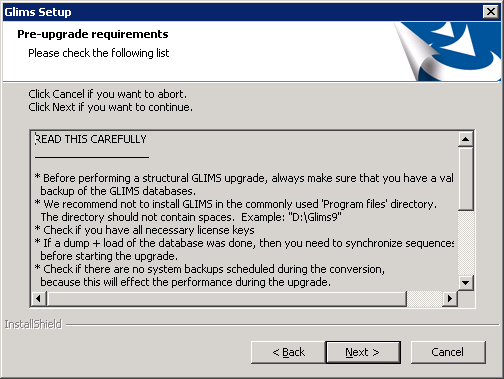 Glims Setup
Pre-upgrade requirements
Please check the following list
Click Cancel if you want to abort.
Click Next if you want to continue.
READ THIS CAREFULLY
* Before performing a structural GLIMS upgrade, always make sure that you have a val
backup of the GLIMS databases.
* We recommend not to install GLIMS in the commonly used 'Program files' directory.
The directory should not contain spaces. Example: "D:\Glims9"
* Check if you have all necessary license keys
* If a dump + load of the database was done, then you need to synchronize sequences
before starting the upgrade.
* Check if there are no system backups scheduled during the conversion,
because this will effect the performance during the upgrade.
InstallShield
< Back
Next >
Cancel